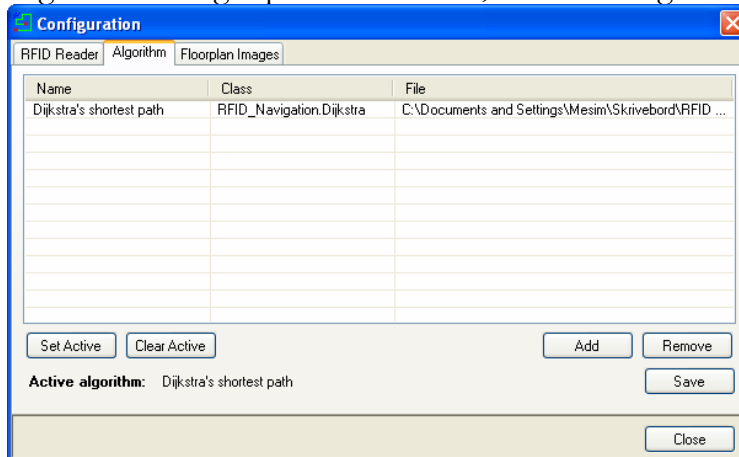 Configuration
RFID Reader Algorithm Floorplan Images
Name Class File
Dijkstra's shortest path RFID_Navigation.Dijkstra C:\Documents and Settings\Mesim\Skrivebord\RFID ...
Set Active Clear Active Add Remove
Active algorithm: Dijkstra's shortest path Save
Close